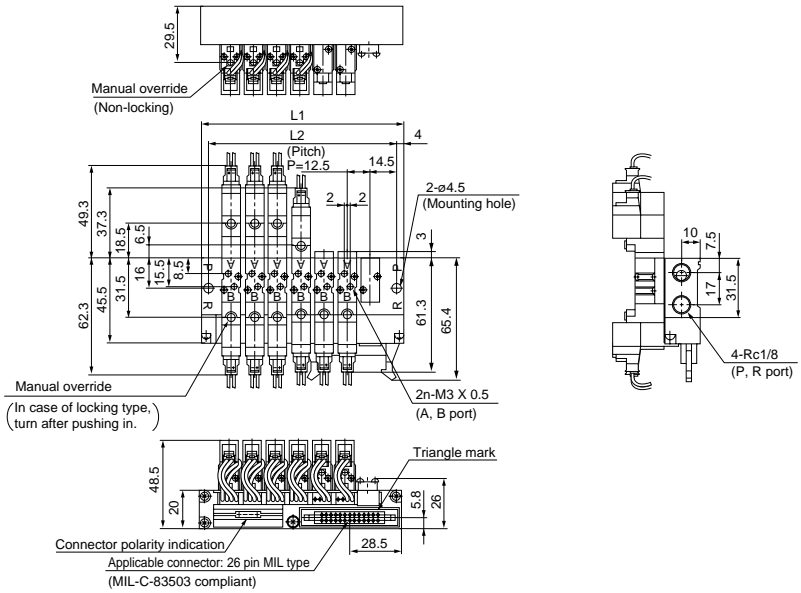 29.5
Manual override
(Non-locking)
L1
L2
4
(Pitch)
P=12.5
14.5
2-ø4.5
(Mounting hole)
2
2
49.3
37.3
18.5
6.5
3
10
7.5
A A A A A A
P
P
16
15.5
8.5
B B B B B B
R
R
62.3
45.5
31.5
61.3
65.4
17
31.5
4-Rc1/8
(P, R port)
Manual override
(In case of locking type,
turn after pushing in.)
2n-M3 X 0.5
(A, B port)
Triangle mark
48.5
20
5.8
26
Connector polarity indication
28.5
Applicable connector: 26 pin MIL type
(MIL-C-83503 compliant)